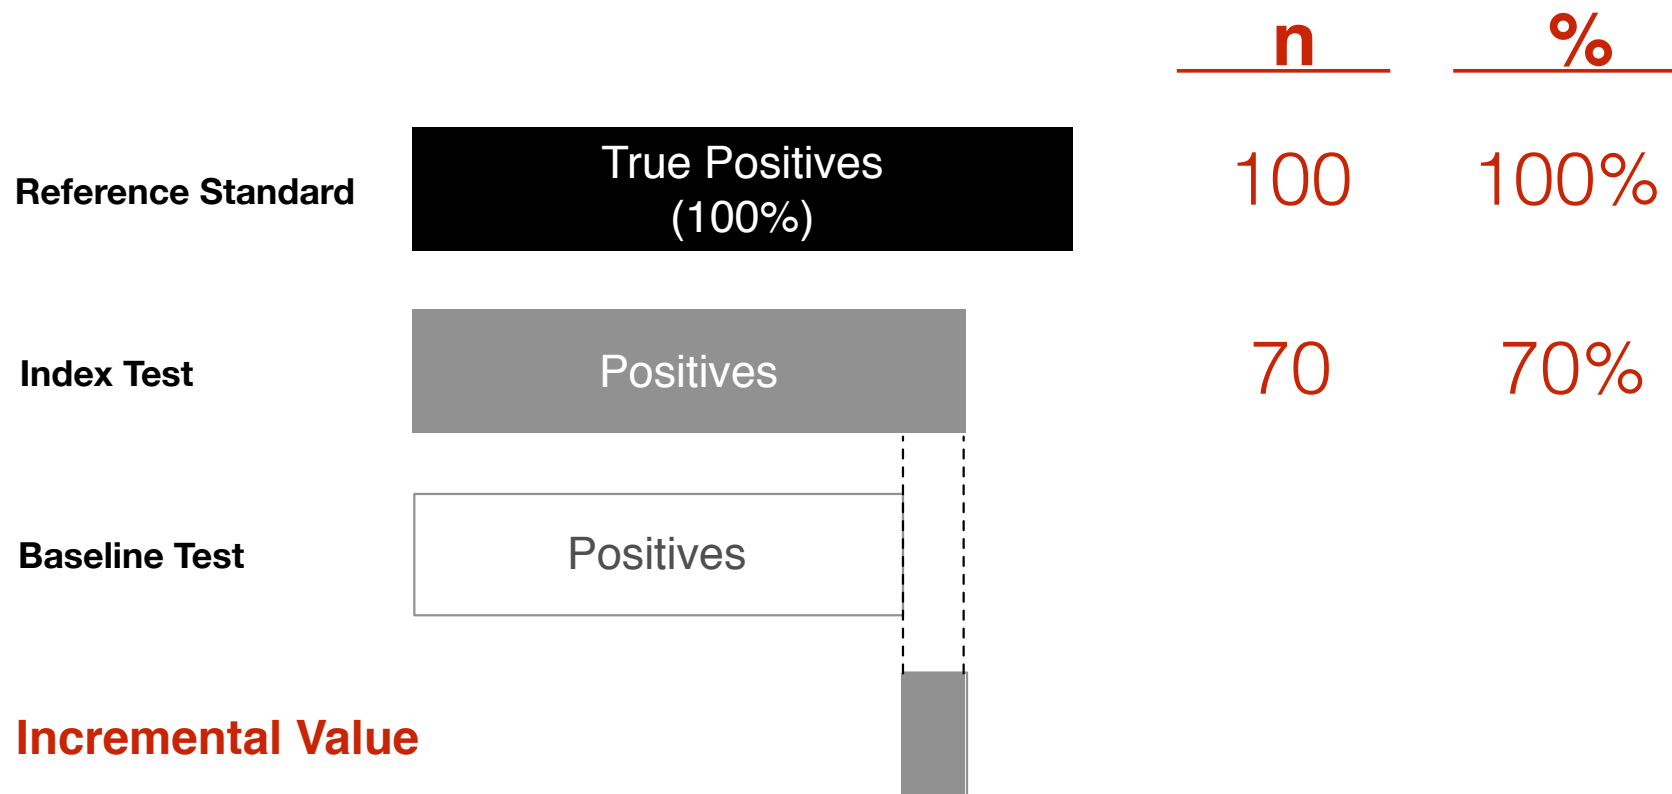 n %
Reference Standard
True Positives
(100%)
100 100%
Index Test
Positives
70 70%
Baseline Test
Positives
Incremental Value